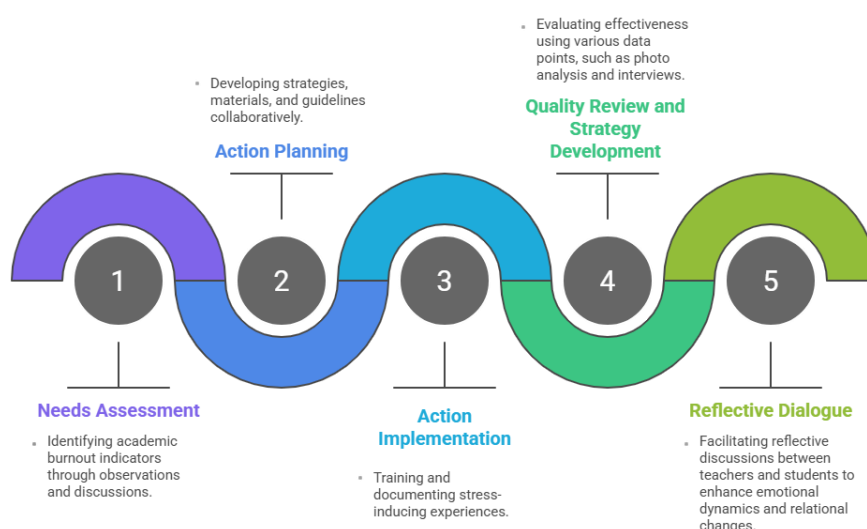 1
Needs Assessment
Identifying academic
burnout indicators
through observations
and discussions.
2
Action Planning
Developing strategies,
materials, and guidelines
collaboratively.
3
Action
Implementation
Training and
documenting stress-
inducing experiences.
4
Quality Review and
Strategy
Development
Evaluating effectiveness
using various data
points, such as photo
analysis and interviews.
5
Reflective Dialogue
Facilitating reflective
discussions between
teachers and students to
enhance emotional
dynamics and relational
changes.